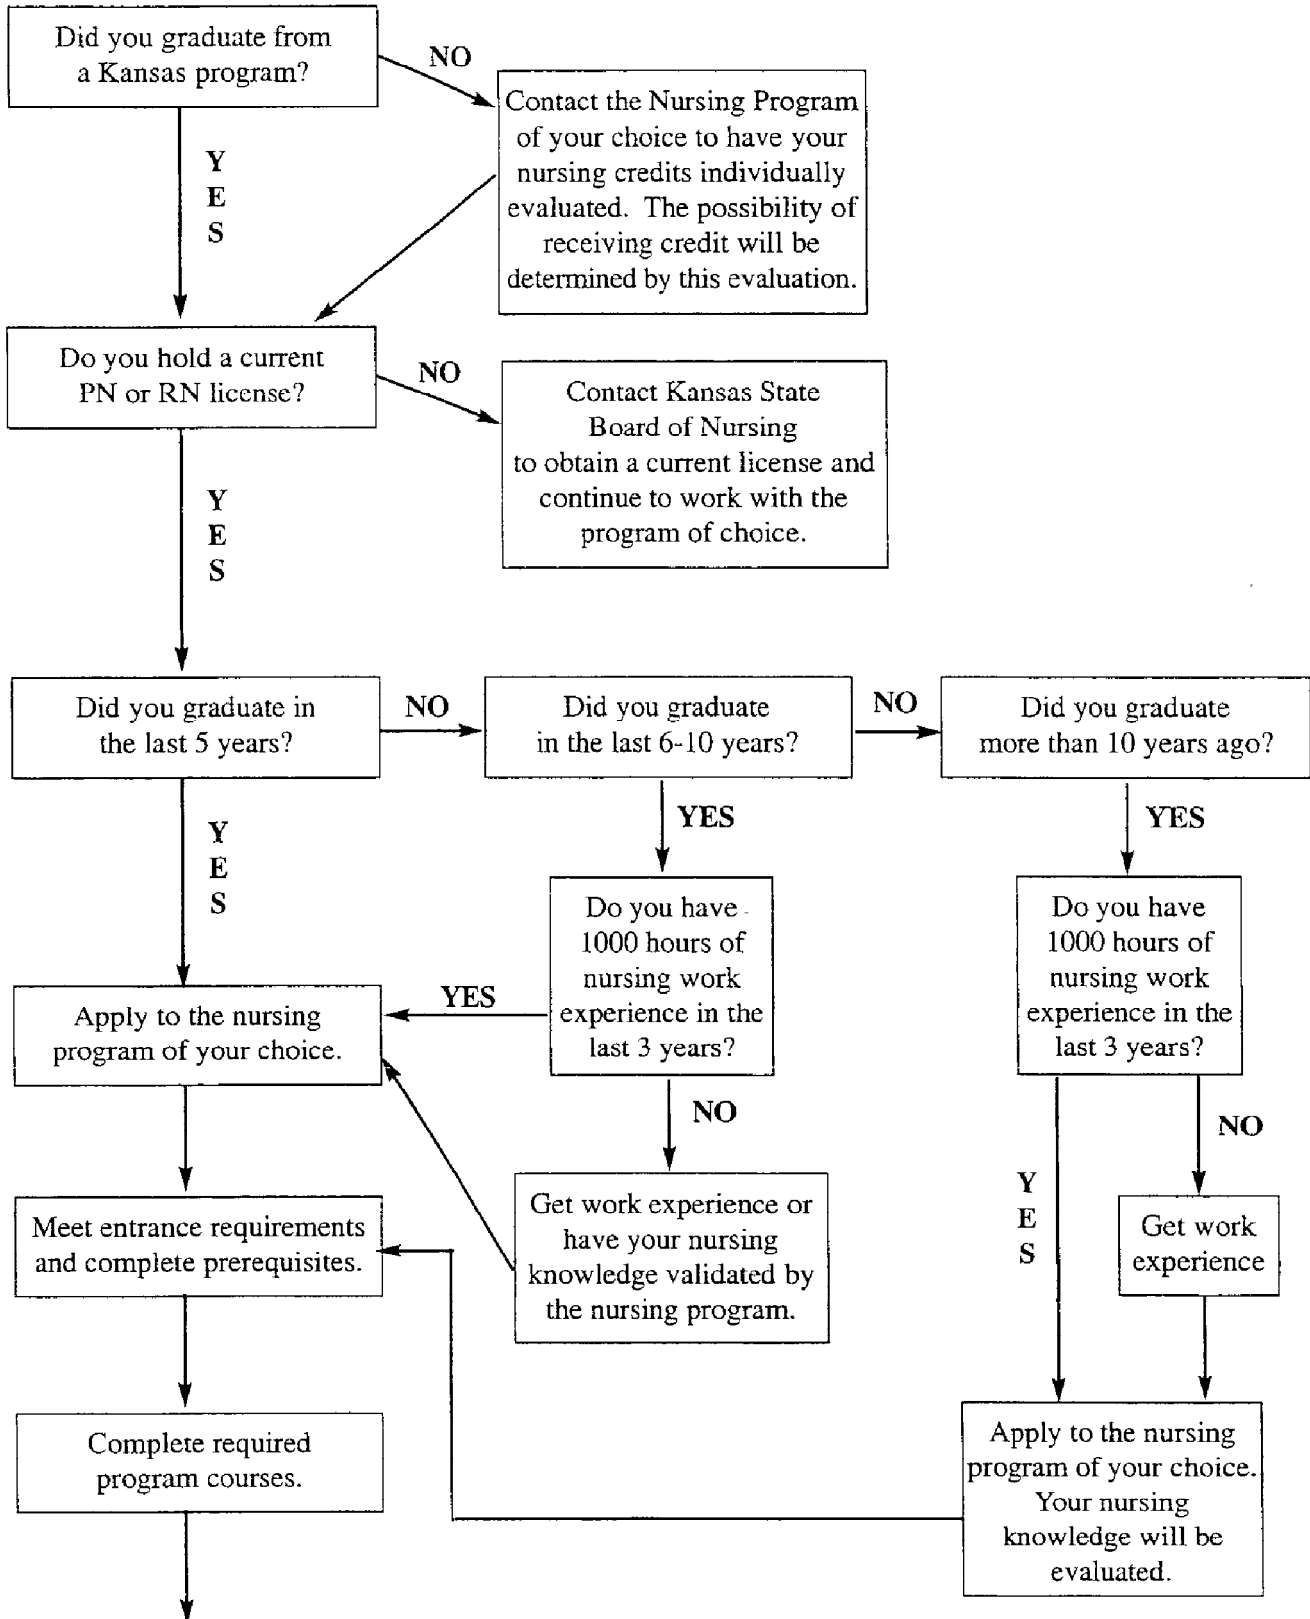 Did you graduate from
a Kansas program?
NO
Contact the Nursing Program
of your choice to have your
nursing credits individually
evaluated. The possibility of
receiving credit will be
determined by this evaluation.
Y
E
S
Do you hold a current
PN or RN license?
NO
Contact Kansas State
Board of Nursing
to obtain a current license and
continue to work with the
program of choice.
Y
E
S
Did you graduate in
the last 5 years?
NO
Did you graduate
in the last 6-10 years?
NO
Did you graduate
more than 10 years ago?
Y
E
S
YES
YES
Do you have
1000 hours of
nursing work
experience in the
last 3 years?
Do you have
1000 hours of
nursing work
experience in the
last 3 years?
YES
Apply to the nursing
program of your choice.
NO
NO
Y
E
S
Get work experience or
have your nursing
knowledge validated by
the nursing program.
Get work
experience
Meet entrance requirements
and complete prerequisites.
Complete required
program courses.
Apply to the nursing
program of your choice.
Your nursing
knowledge will be
evaluated.